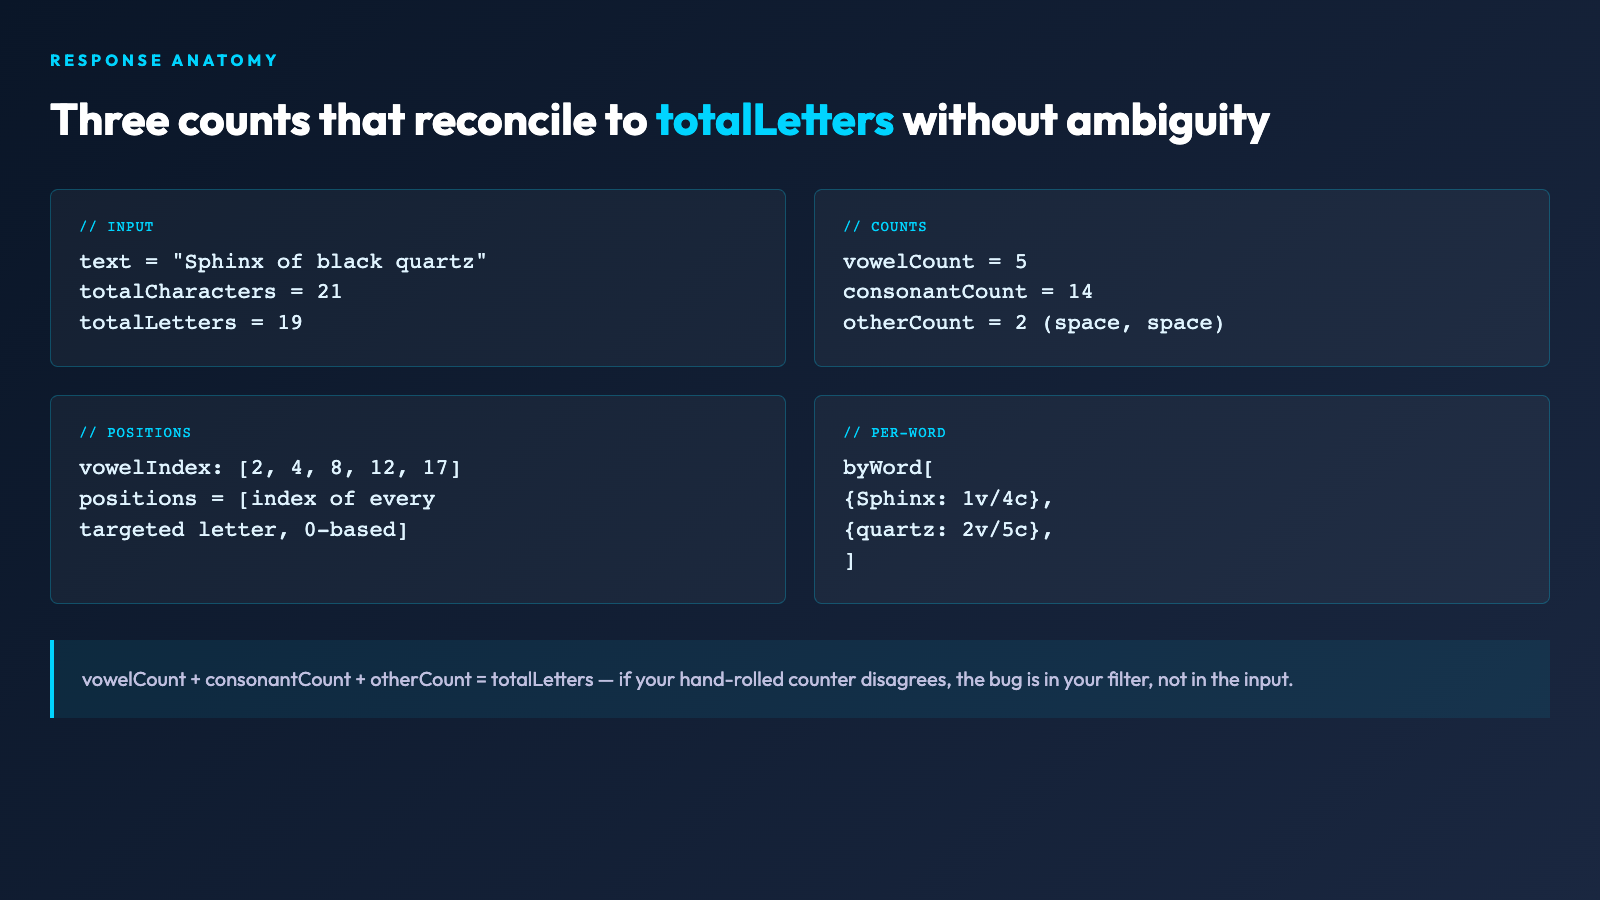 RESPONSE ANATOMY
Three counts that reconcile to totalLetters without ambiguity
// INPUT
text = "Sphinx of black quartz"
totalCharacters = 21
totalLetters = 19
// COUNTS
vowelCount = 5
consonantCount = 14
otherCount = 2 (space, space)
// POSITIONS
vowelIndex: [2, 4, 8, 12, 17]
positions = [index of every
targeted letter, 0-based]
// PER-WORD
byWord[
{Sphinx: 1v/4c},
{quartz: 2v/5c},
]
vowelCount + consonantCount + otherCount = totalLetters — if your hand-rolled counter disagrees, the bug is in your filter, not in the input.